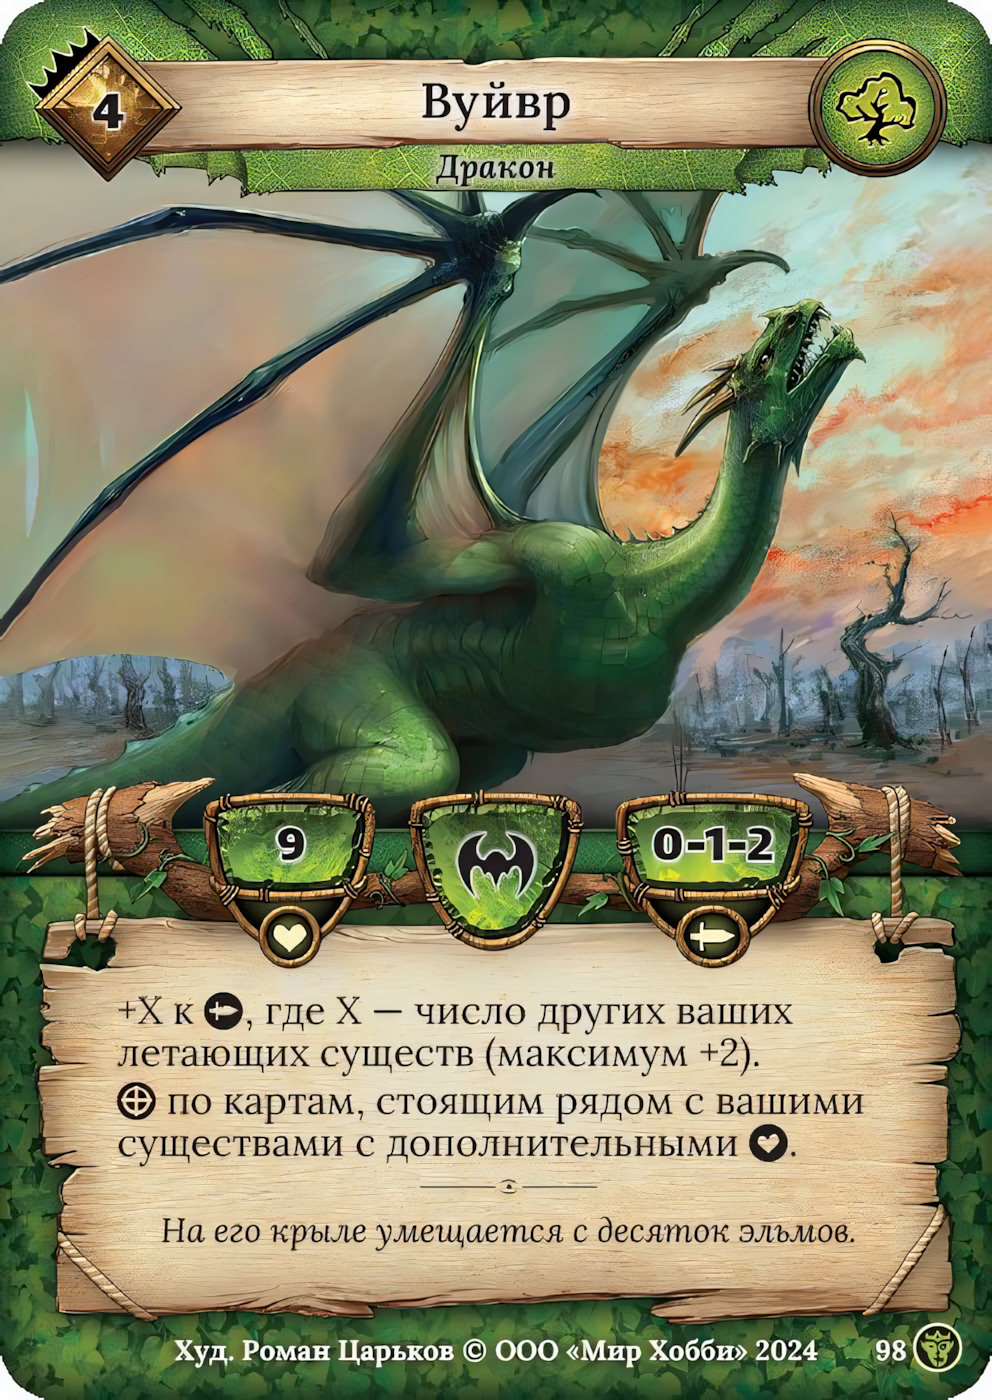 4
Вуйвр
Дракон
9
0-1-2
+Х к , где Х — число других ваших
летающих существ (максимум +2).
по картам, стоящим рядом с вашими
существами с дополнительными .
На его крыле умещается с десяток эльмов.
Худ. Роман Царьков © ООО «Мир Хобби» 2024
98